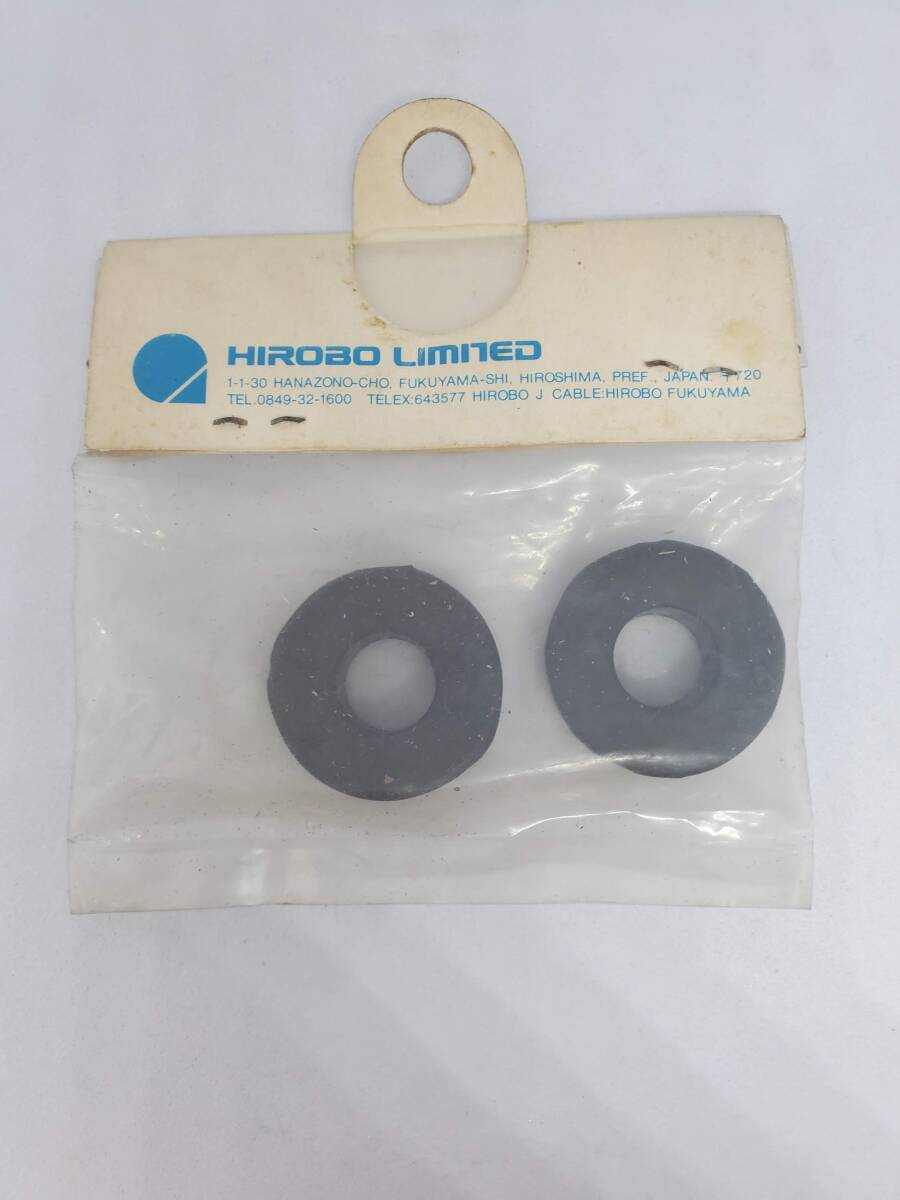 HIROBO LIMITED
1-1-30 HANAZONO-CHO, FUKUYAMA-SHI, HIROSHIMA, PREF., JAPAN. 〒720
TEL.0849-32-1600 TELEX:643577 HIROBO J CABLE:HIROBO FUKUYAMA